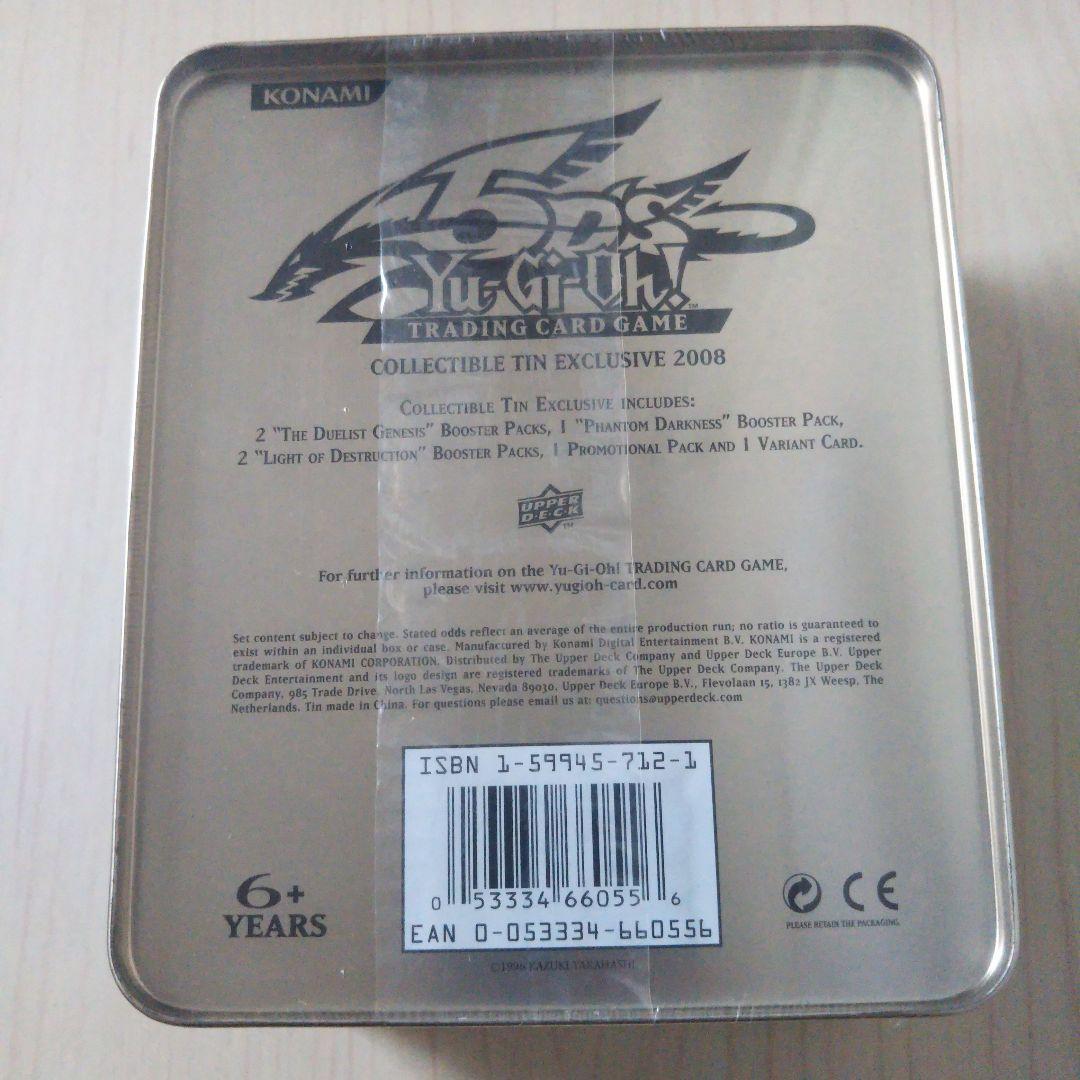 KONAMI
5D's
Yu-Gi-Oh!™
TRADING CARD GAME
COLLECTIBLE TIN EXCLUSIVE 2008
COLLECTIBLE TIN EXCLUSIVE INCLUDES:
2 "THE DUELIST GENESIS" BOOSTER PACKS, 1 "PHANTOM DARKNESS" BOOSTER PACK,
2 "LIGHT OF DESTRUCTION" BOOSTER PACKS, 1 PROMOTIONAL PACK AND 1 VARIANT CARD.
UPPER
D·E·C·K™
For further information on the Yu-Gi-Oh! TRADING CARD GAME,
please visit www.yugioh-card.com
Set content subject to change. Stated odds reflect an average of the entire production run; no ratio is guaranteed to
exist within an individual box or case. Manufactured by Konami Digital Entertainment B.V. KONAMI is a registered
trademark of KONAMI CORPORATION. Distributed by The Upper Deck Company and Upper Deck Europe B.V. Upper
Deck Entertainment and its logo design are registered trademarks of The Upper Deck Company. The Upper Deck
Company, 985 Trade Drive, North Las Vegas, Nevada 89030. Upper Deck Europe B.V., Flevolaan 15, 1382 JX Weesp, The
Netherlands. Tin made in China. For questions please email us at: questions@upperdeck.com
ISBN 1-59945-712-1
0 53334 66055 6
EAN 0-053334-660556
6+
YEARS
CE
PLEASE RETAIN THE PACKAGING.
©1996 KAZUKI TAKAHASHI